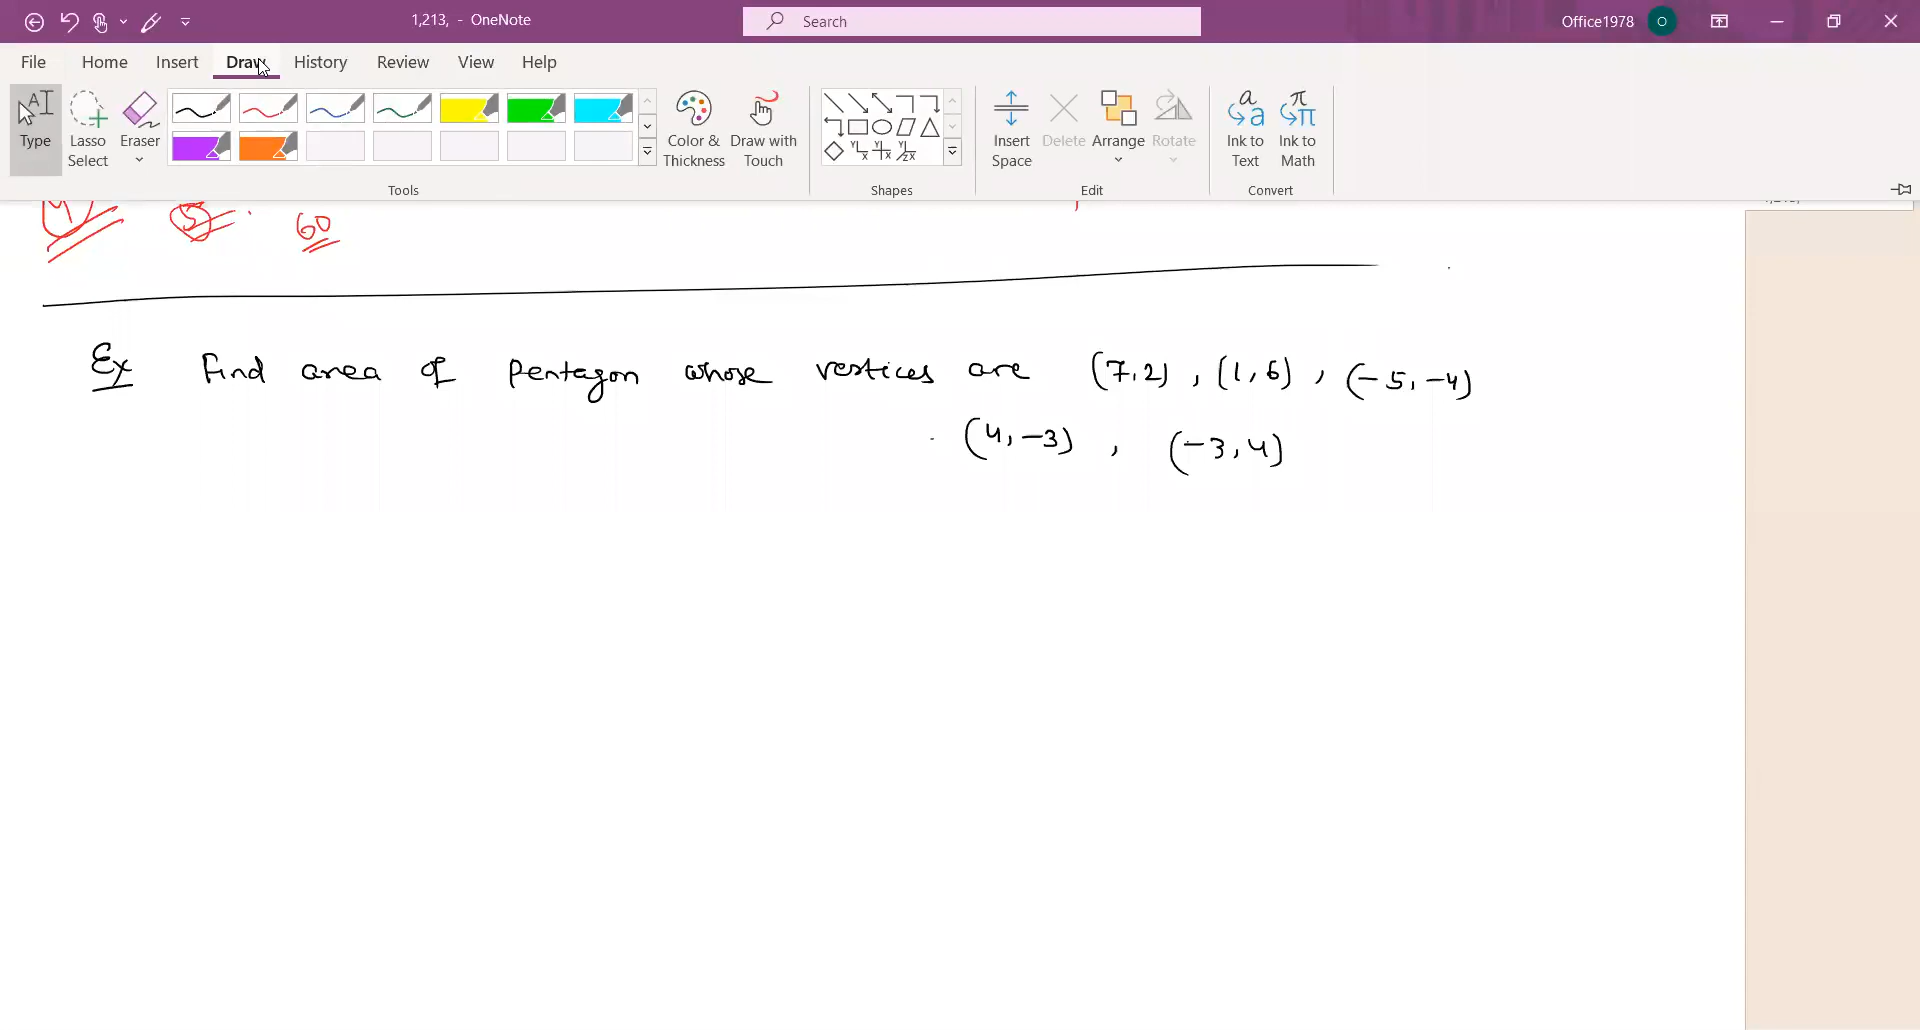 1,213, - OneNote
Search
Office1978
File Home Insert Draw History Review View Help
Type
Lasso Select
Eraser
Color & Thickness
Draw with Touch
Insert Space
Delete
Arrange
Rotate
Ink to Text
Ink to Math
Tools
Shapes
Edit
Convert
60
Ex Find area of Pentagon whose vertices are (7,2) , (1,6) , (-5,-4)
(4,-3) , (-3,4)